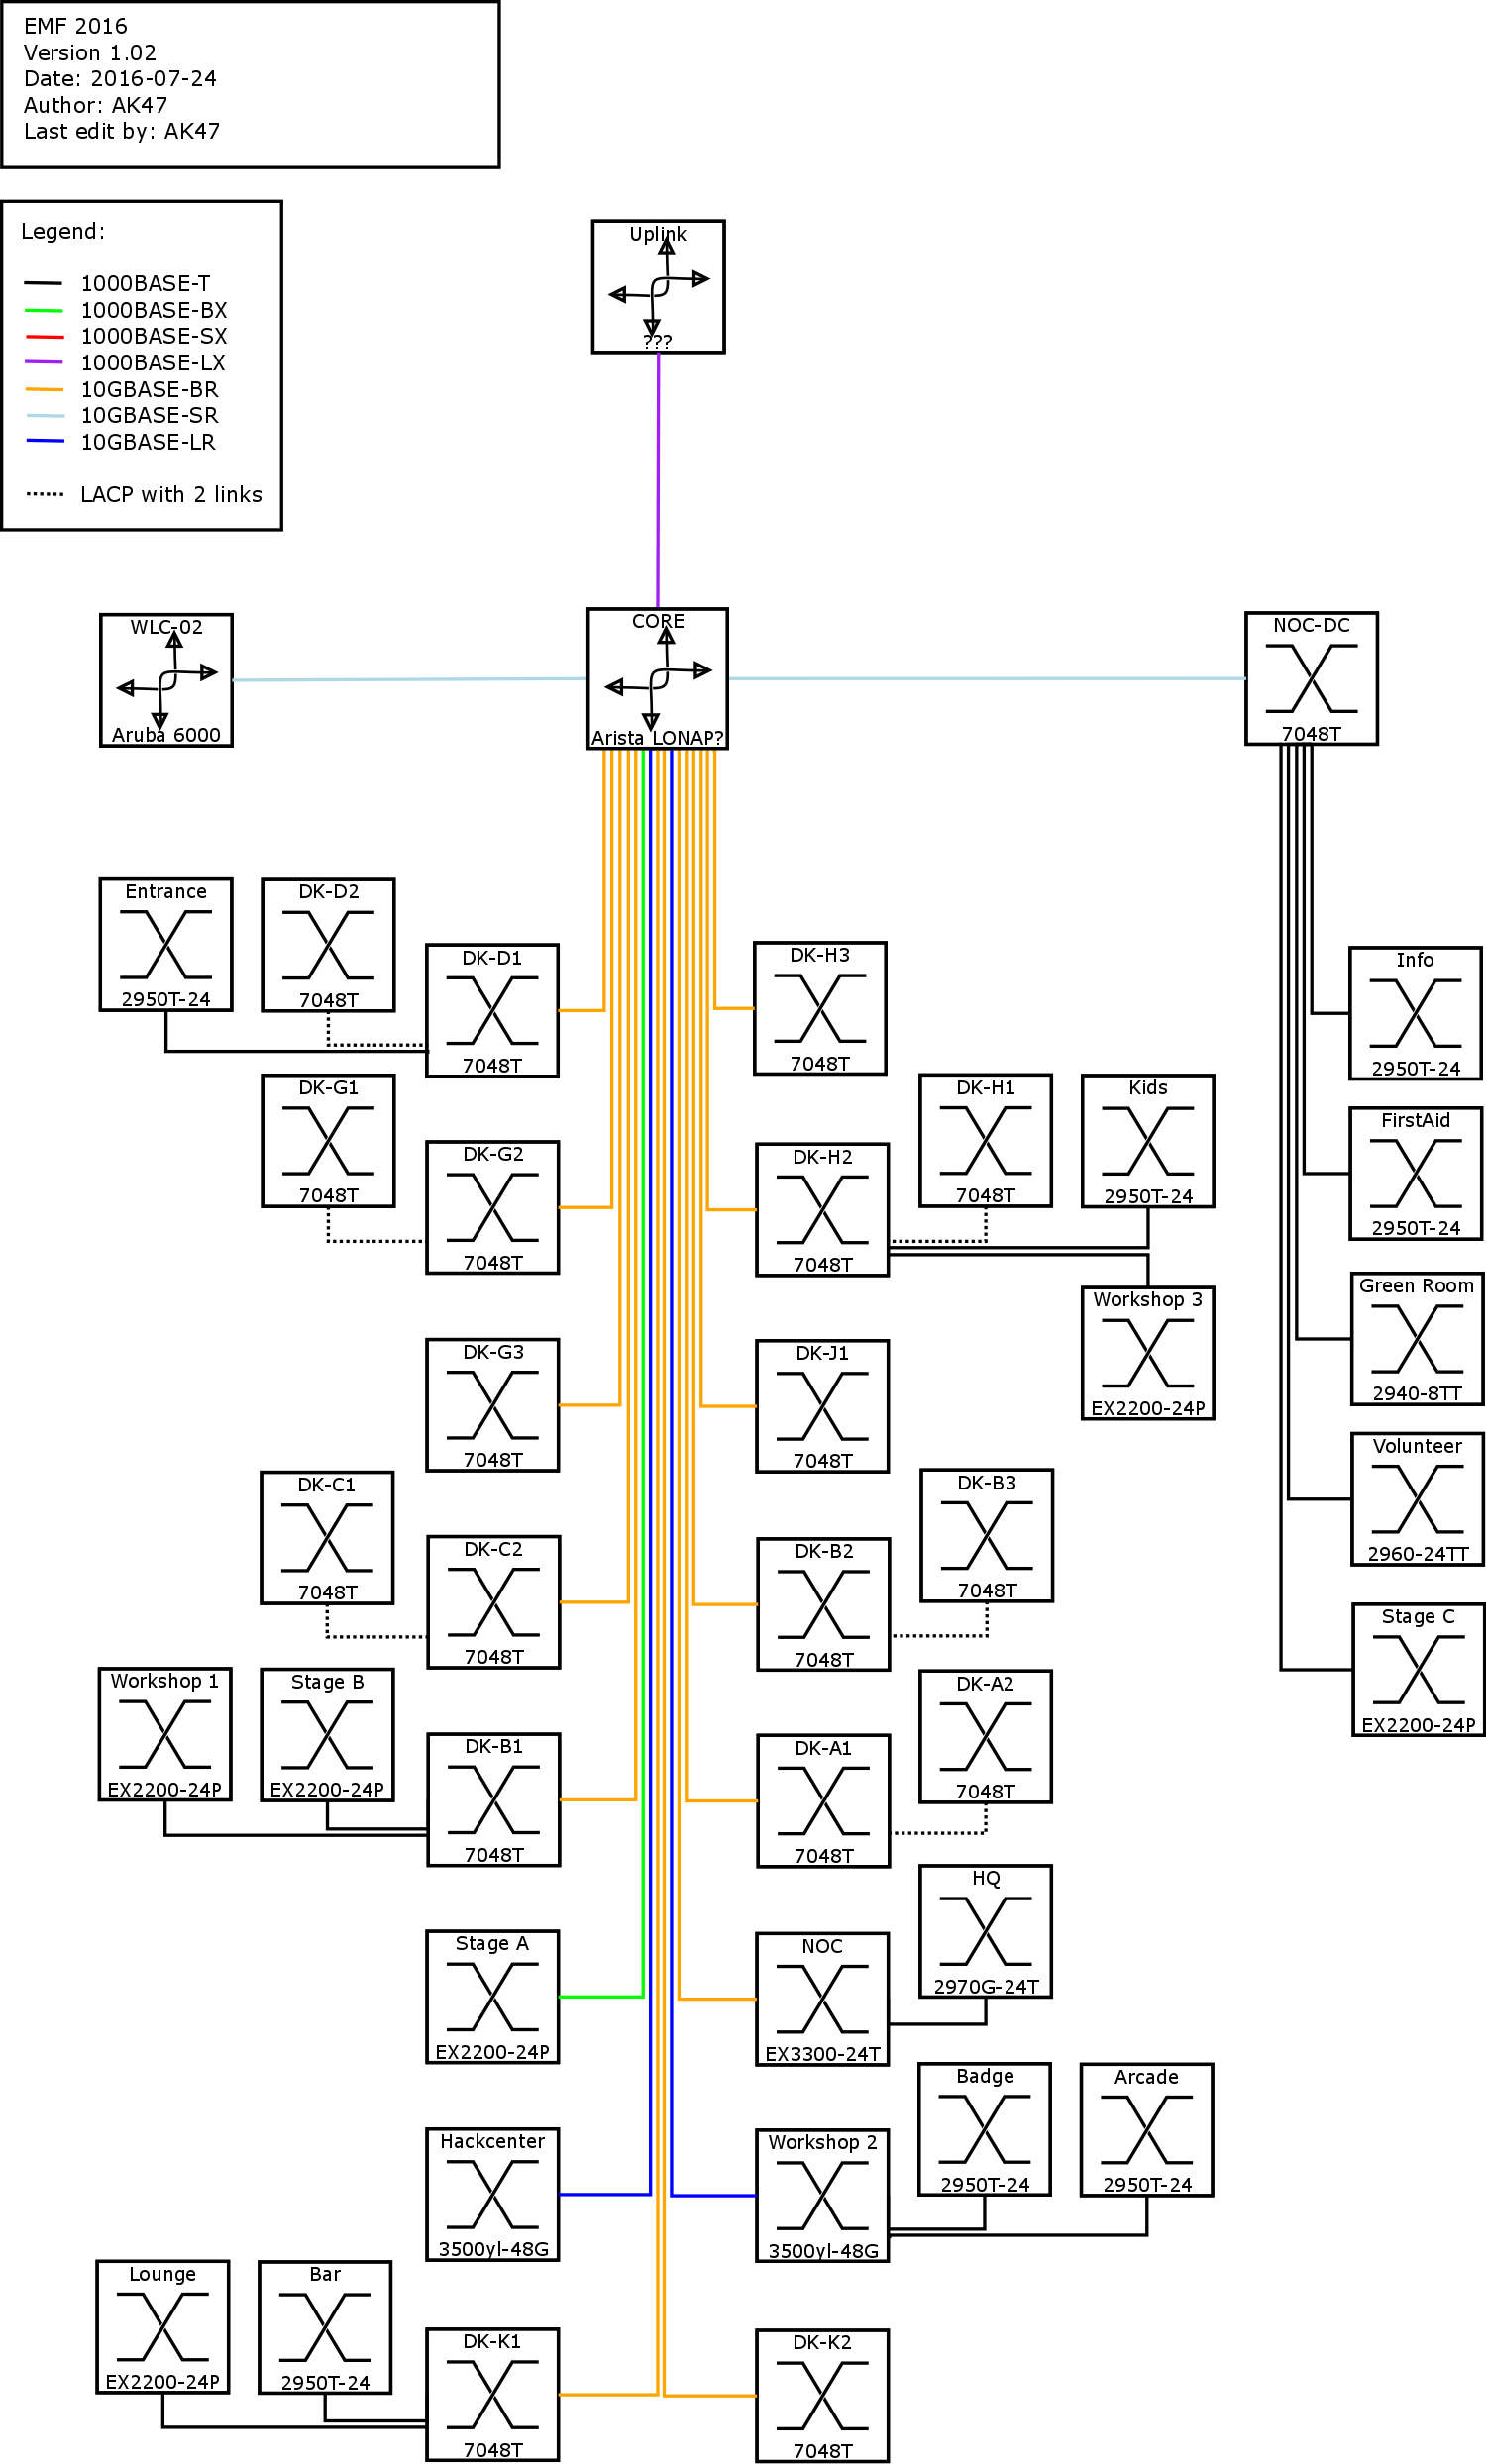 EMF 2016
Version 1.02
Date: 2016-07-24
Author: AK47
Last edit by: AK47
Legend:
1000BASE-T
1000BASE-BX
1000BASE-SX
1000BASE-LX
10GBASE-BR
10GBASE-SR
10GBASE-LR
LACP with 2 links
Uplink
???
WLC-02
Aruba 6000
CORE
Arista LONAP?
NOC-DC
7048T
Entrance
2950T-24
DK-D2
7048T
DK-D1
7048T
DK-H3
7048T
Info
2950T-24
DK-G1
7048T
DK-G2
7048T
DK-H2
7048T
DK-H1
7048T
Kids
2950T-24
FirstAid
2950T-24
Workshop 3
EX2200-24P
Green Room
2940-8TT
DK-G3
7048T
DK-J1
7048T
Volunteer
2960-24TT
DK-C1
7048T
DK-C2
7048T
DK-B2
7048T
DK-B3
7048T
Stage C
EX2200-24P
Workshop 1
EX2200-24P
Stage B
EX2200-24P
DK-B1
7048T
DK-A1
7048T
DK-A2
7048T
Stage A
EX2200-24P
NOC
EX3300-24T
HQ
2970G-24T
Hackcenter
3500yl-48G
Workshop 2
3500yl-48G
Badge
2950T-24
Arcade
2950T-24
Lounge
EX2200-24P
Bar
2950T-24
DK-K1
7048T
DK-K2
7048T